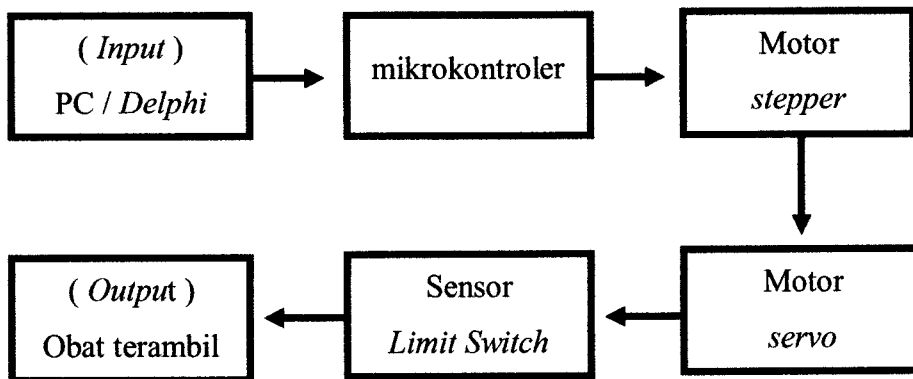 ( Input )
PC / Delphi
mikrokontroler
Motor
stepper
Motor
servo
Sensor
Limit Switch
( Output )
Obat terambil